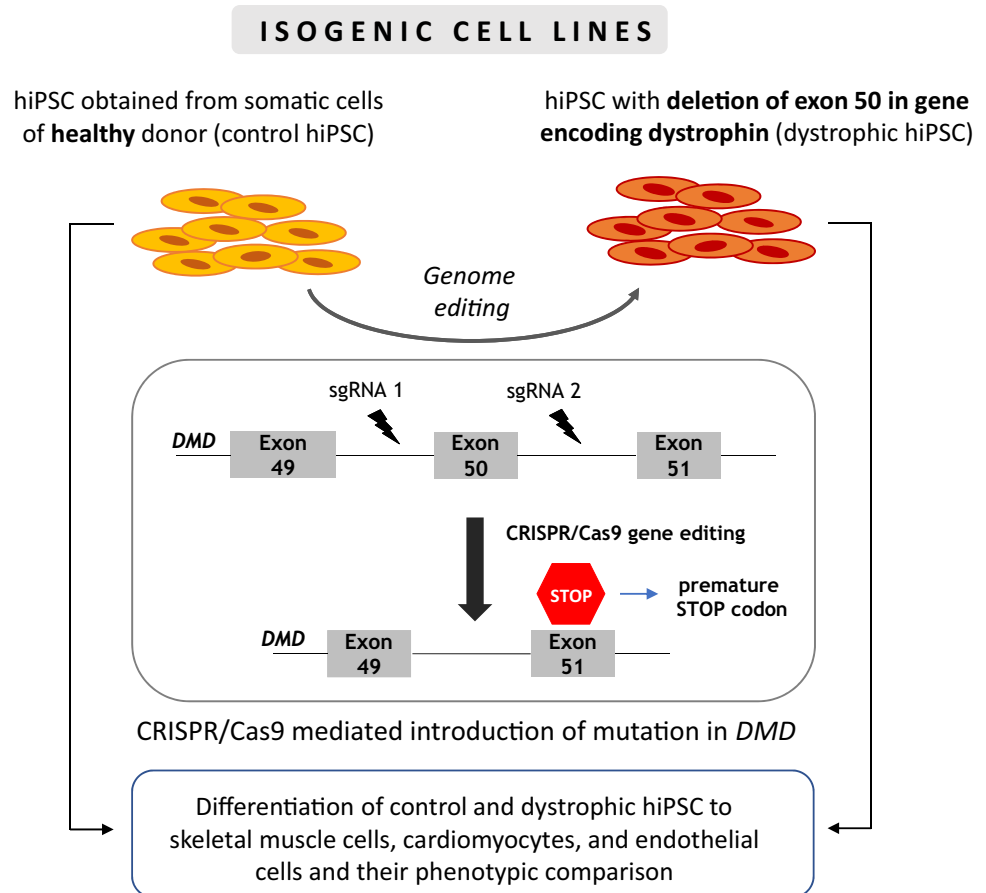 ISOGENIC CELL LINES
hiPSC obtained from somatic cells
of healthy donor (control hiPSC)
hiPSC with deletion of exon 50 in gene
encoding dystrophin (dystrophic hiPSC)
Genome
editing
sgRNA 1
sgRNA 2
DMD
Exon
49
Exon
50
Exon
51
CRISPR/Cas9 gene editing
STOP
premature
STOP codon
DMD
Exon
49
Exon
51
CRISPR/Cas9 mediated introduction of mutation in DMD
Differentiation of control and dystrophic hiPSC to
skeletal muscle cells, cardiomyocytes, and endothelial
cells and their phenotypic comparison